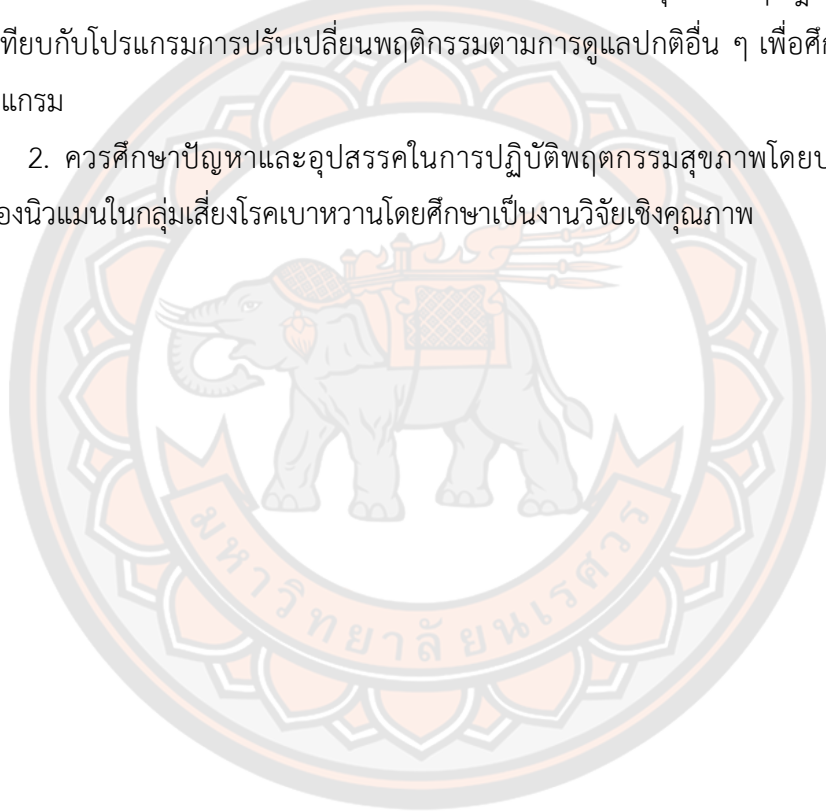 ทียบกับโปรแกรมการปรับเปลี่ยนพฤติกรรมตามการดูแลปกติอื่น ๆ เพื่อศึก
แกรม
2. ควรศึกษาปัญหาและอุปสรรคในการปฏิบัติพฤตกรรมสุขภาพโดยบ
องนิวแมนในกลุ่มเสี่ยงโรคเบาหวานโดยศึกษาเป็นงานวิจัยเชิงคุณภาพ
มหาวิทยาลัยนเรศวร